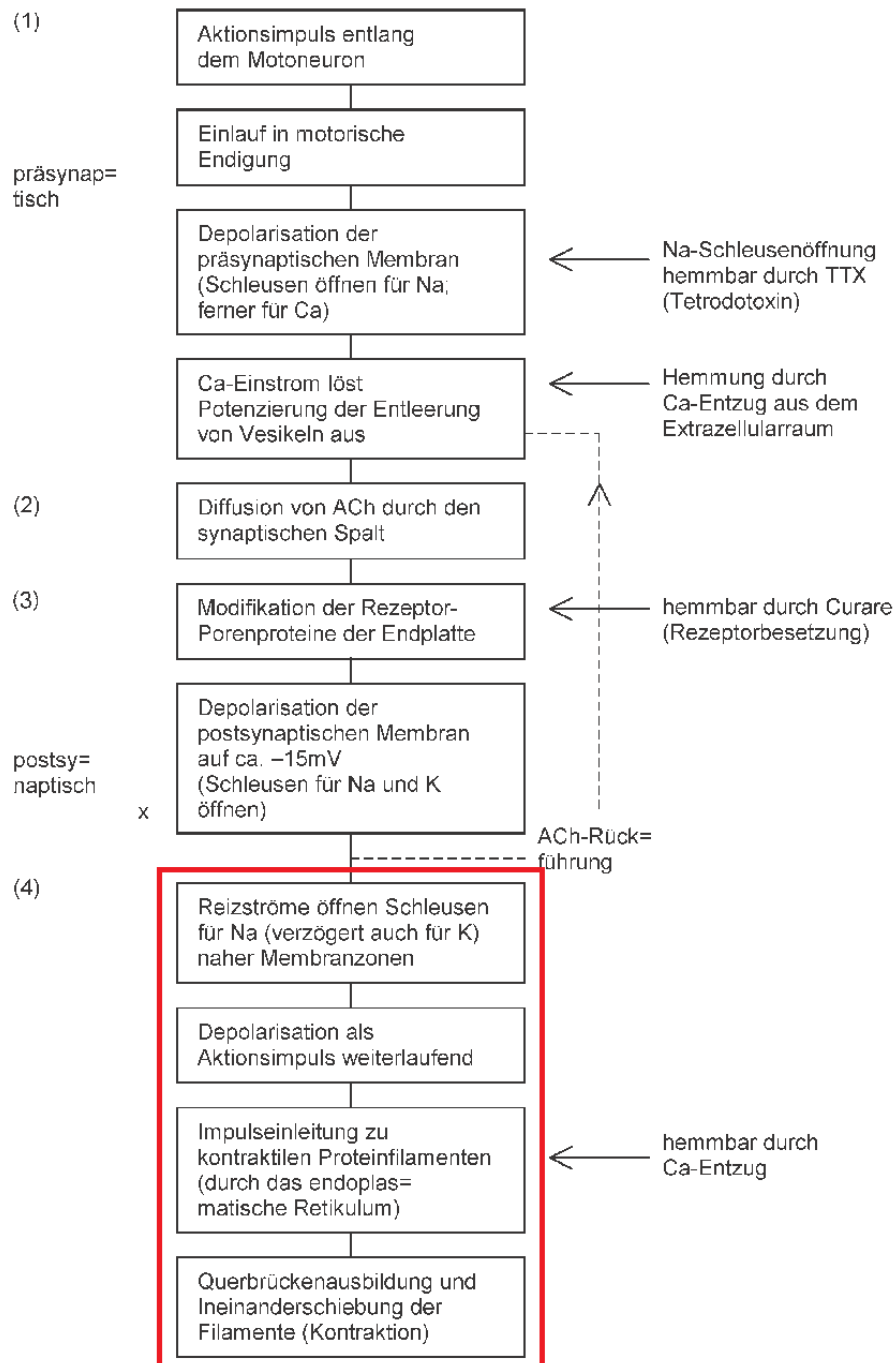 (1)
Aktionsimpuls entlang
dem Motoneuron
Einlauf in motorische
Endigung
präsynap=
tisch
Depolarisation der
präsynaptischen Membran
(Schleusen öffnen für Na;
ferner für Ca)
Na-Schleusenöffnung
hemmbar durch TTX
(Tetrodotoxin)
Ca-Einstrom löst
Potenzierung der Entleerung
von Vesikeln aus
Hemmung durch
Ca-Entzug aus dem
Extrazellularraum
(2)
Diffusion von ACh durch den
synaptischen Spalt
(3)
Modifikation der Rezeptor-
Porenproteine der Endplatte
hemmbar durch Curare
(Rezeptorbesetzung)
Depolarisation der
postsynaptischen Membran
auf ca. –15mV
(Schleusen für Na und K
öffnen)
postsy=
naptisch
x
ACh-Rück=
führung
(4)
Reizströme öffnen Schleusen
für Na (verzögert auch für K)
naher Membranzonen
Depolarisation als
Aktionsimpuls weiterlaufend
Impulseinleitung zu
kontraktilen Proteinfilamenten
(durch das endoplas=
matische Retikulum)
hemmbar durch
Ca-Entzug
Querbrückenausbildung und
Ineinanderschiebung der
Filamente (Kontraktion)